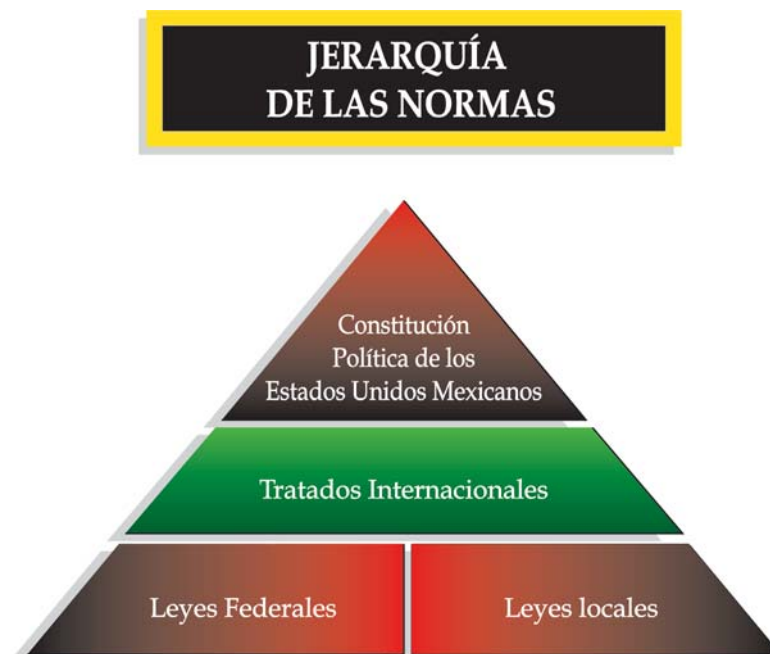 JERARQUÍA
DE LAS NORMAS
Constitución
Política de los
Estados Unidos Mexicanos
Tratados Internacionales
Leyes Federales
Leyes locales